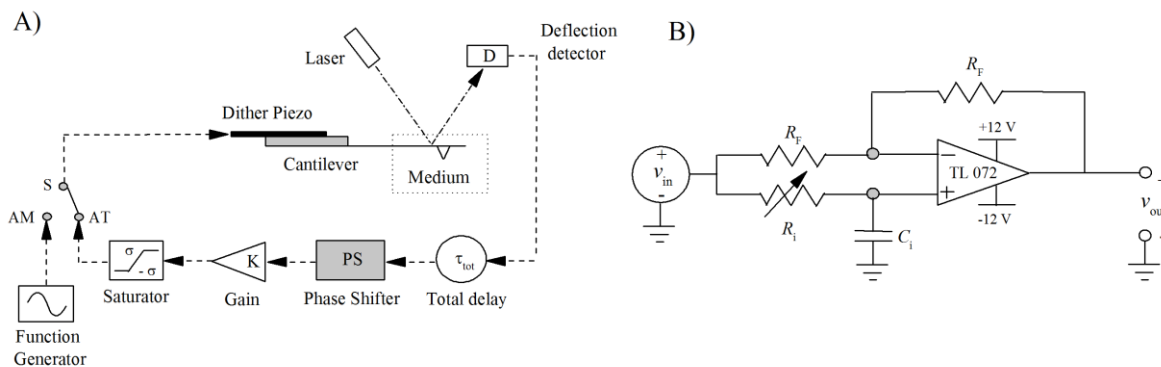 A)
Laser
Deflection
detector
D
Dither Piezo
Cantilever
Medium
S
AM
AT
σ
- σ
K
PS
τtot
Saturator
Gain
Phase Shifter
Total delay
Function
Generator
B)
RF
RF
+12 V
+
vin
-
−
TL 072
+
-12 V
Ri
Ci
vou